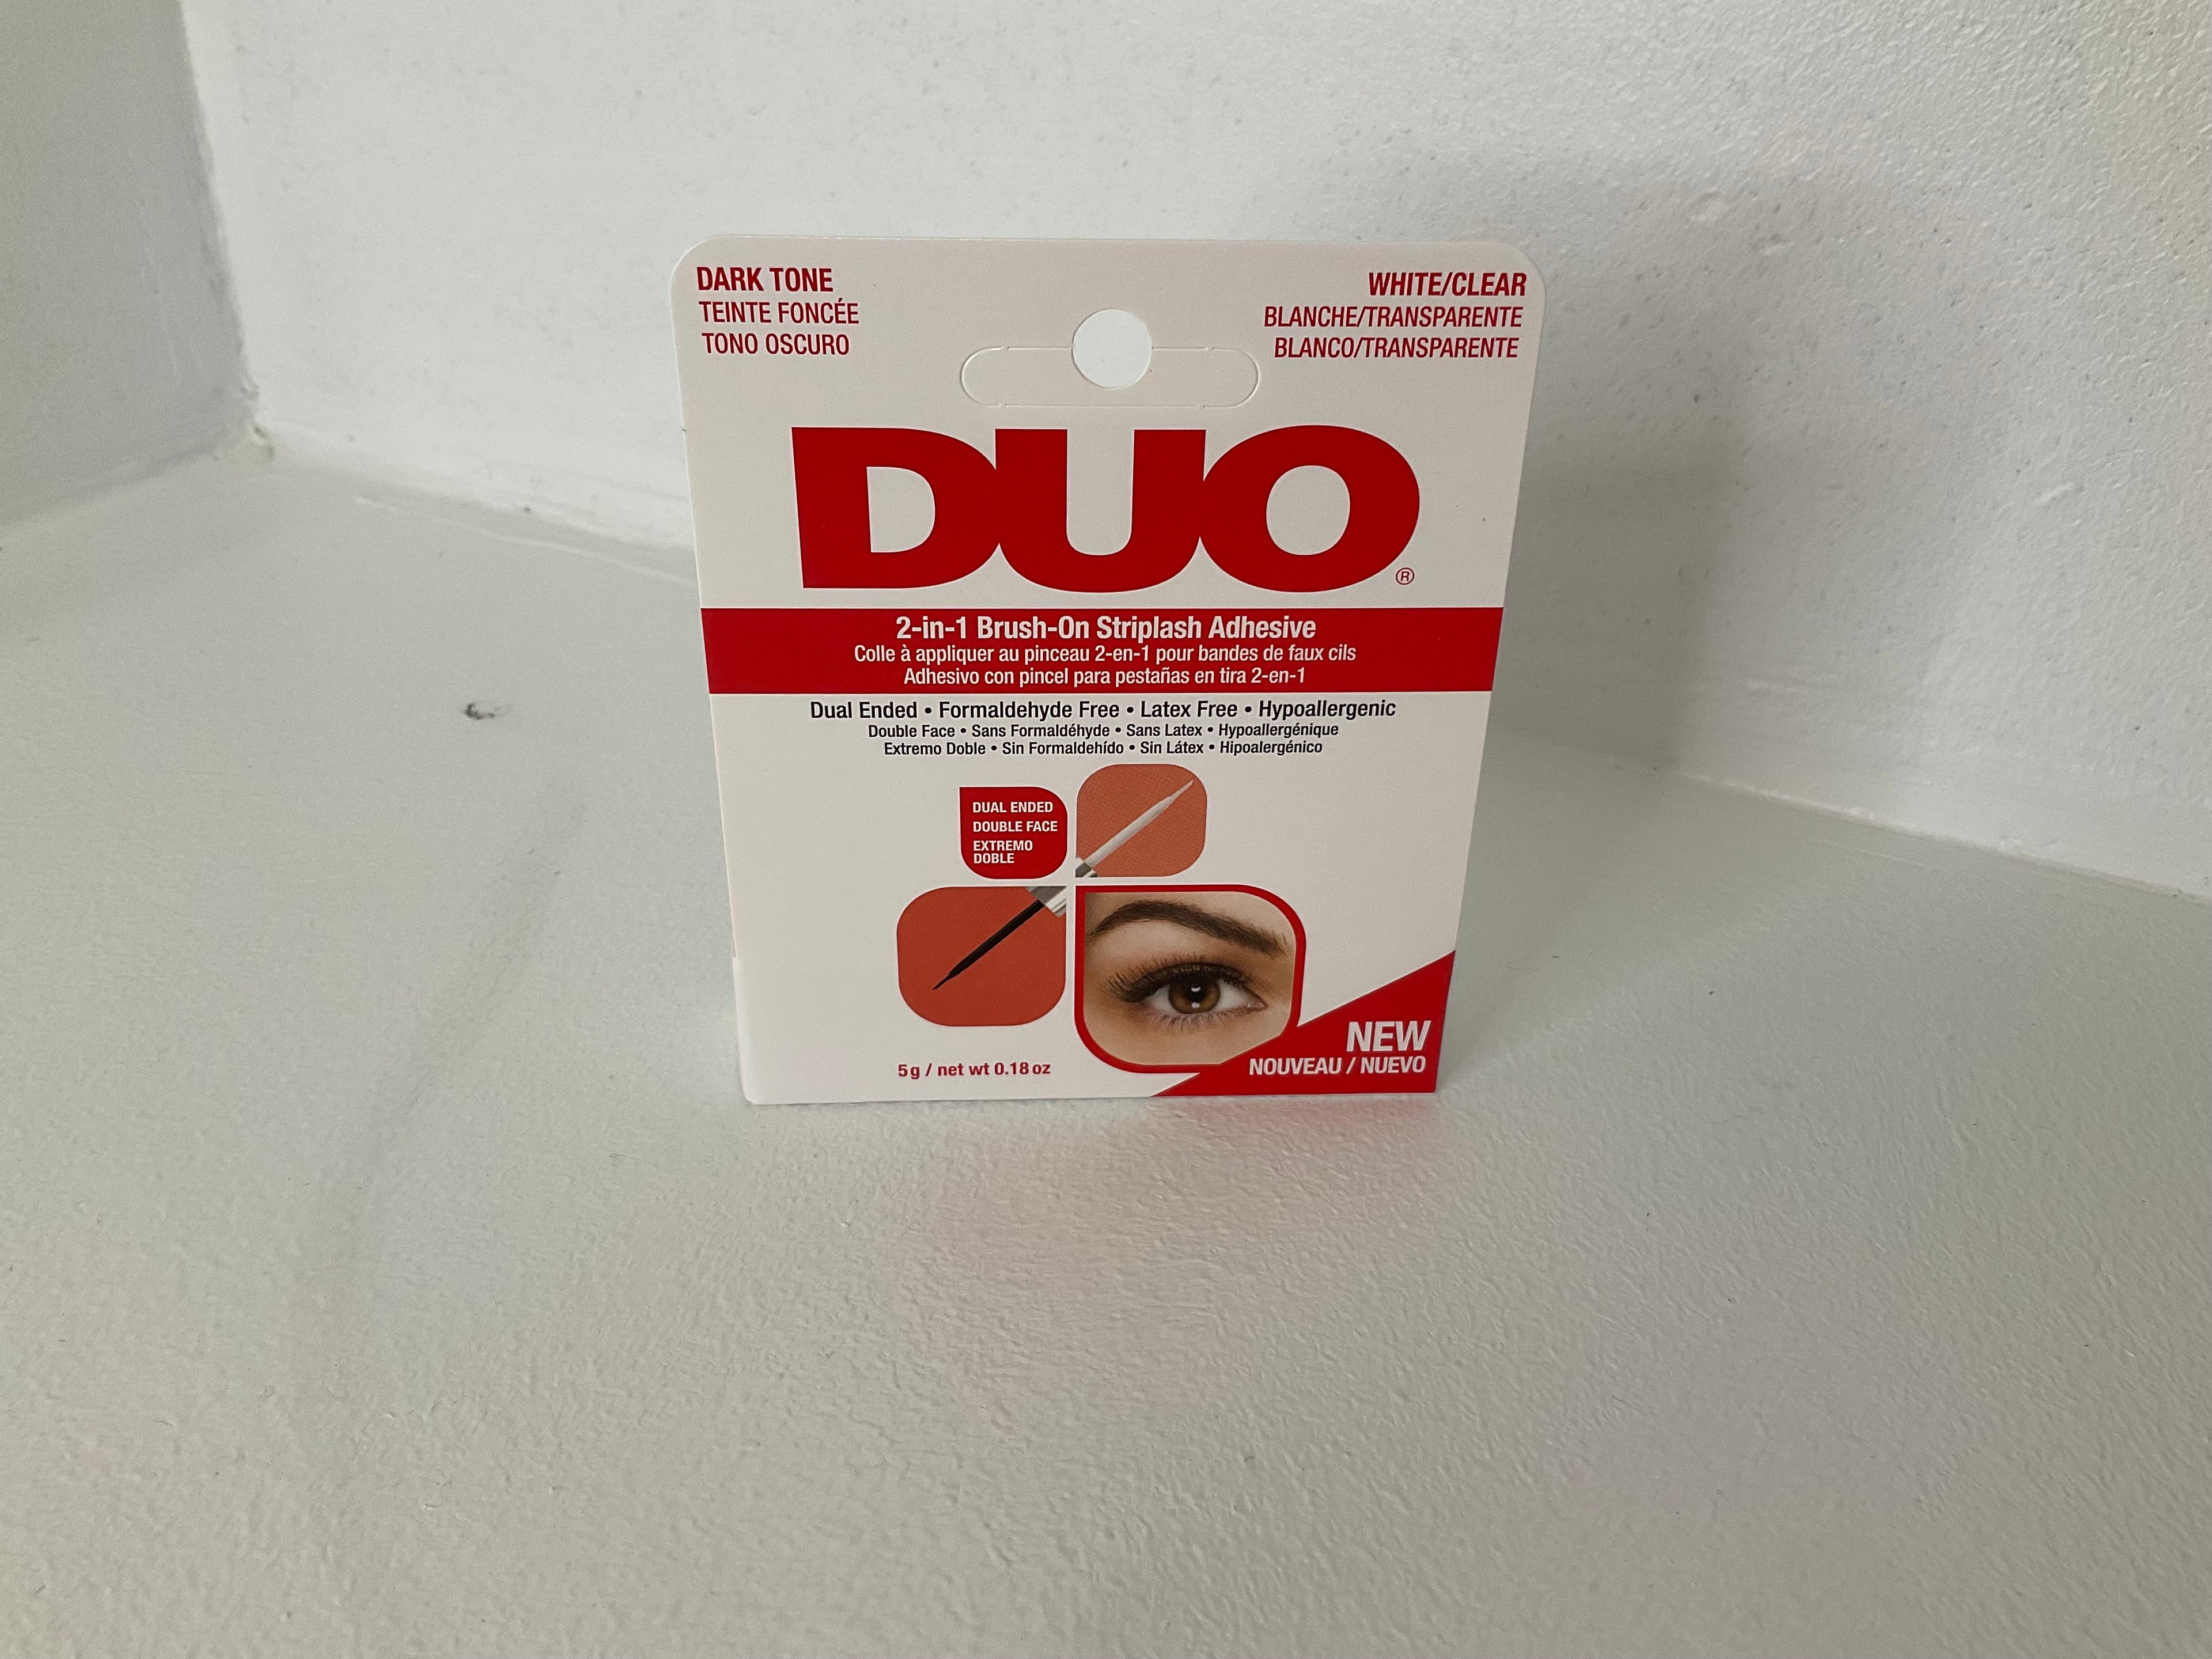 DARK TONE
TEINTE FONCÉE
TONO OSCURO
WHITE/CLEAR
BLANCHE/TRANSPARENTE
BLANCO/TRANSPARENTE
DUO®
2-in-1 Brush-On Striplash Adhesive
Colle à appliquer au pinceau 2-en-1 pour bandes de faux cils
Adhesivo con pincel para pestañas en tira 2-en-1
Dual Ended • Formaldehyde Free • Latex Free • Hypoallergenic
Double Face • Sans Formaldéhyde • Sans Latex • Hypoallergénique
Extremo Doble • Sin Formaldehído • Sin Látex • Hipoalergénico
DUAL ENDED
DOUBLE FACE
EXTREMO
DOBLE
5g / net wt 0.18 oz
NEW
NOUVEAU / NUEVO